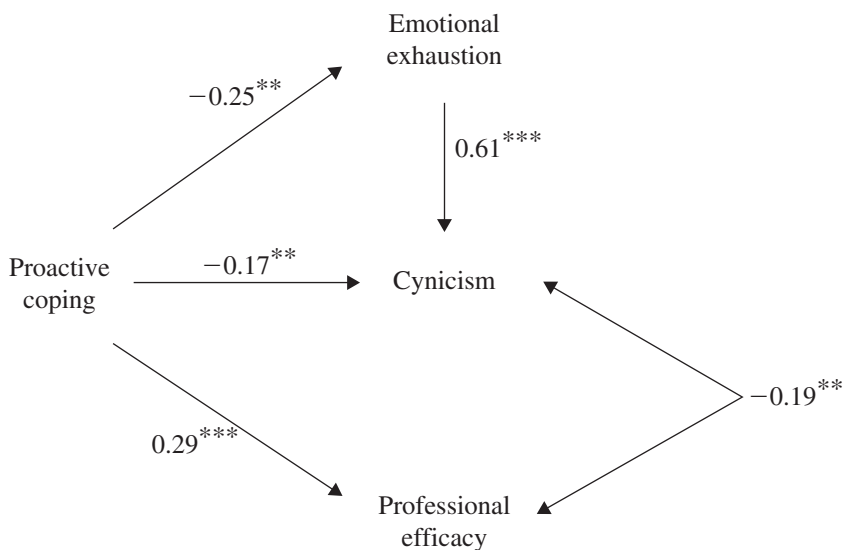 Emotional
exhaustion
−0.25**
0.61***
Proactive
coping
−0.17**
Cynicism
−0.19**
0.29***
Professional
efficacy